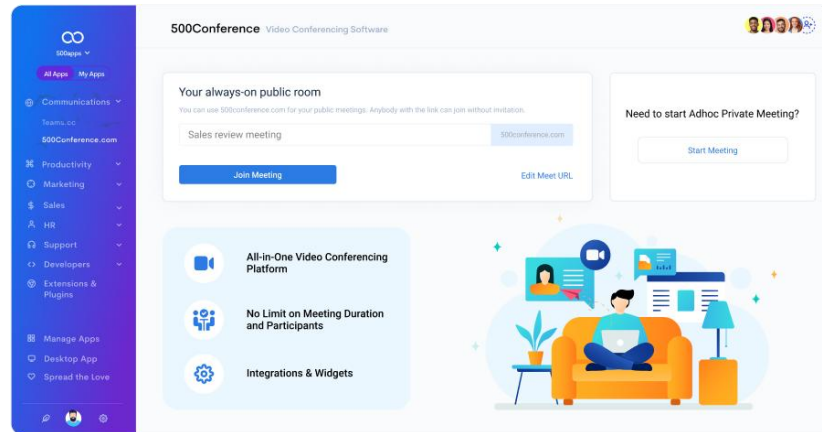 500apps
All Apps My Apps
Communications
Teams.cc
500Conference.com
Productivity
Marketing
Sales
HR
Support
Developers
Extensions &
Plugins
Manage Apps
Desktop App
Spread the Love
500Conference Video Conferencing Software
Your always-on public room
You can use 500conference.com for your public meetings. Anybody with the link can join without invitation.
Sales review meeting 500conference.com
Join Meeting Edit Meet URL
Need to start Adhoc Private Meeting?
Start Meeting
All-in-One Video Conferencing
Platform
No Limit on Meeting Duration
and Participants
Integrations & Widgets